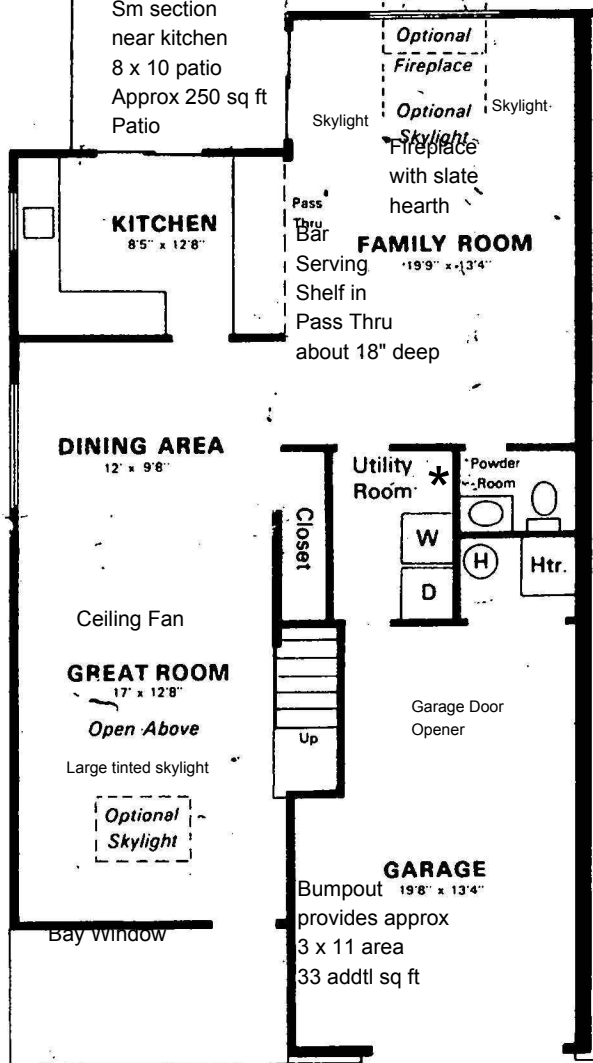 Sm section
near kitchen
8 x 10 patio
Approx 250 sq ft
Patio
Optional
Fireplace
Skylight
Optional
Skylight
Skylight
Fireplace
with slate
hearth
KITCHEN
8'5" x 12'8"
Pass
Thru
Bar
Serving
Shelf in
Pass Thru
about 18" deep
FAMILY ROOM
19'9" x 13'4"
DINING AREA
12' x 9'8"
Closet
Utility
Room *
Powder
Room
W
D
H
Htr.
Ceiling Fan
GREAT ROOM
17' x 12'8"
Open Above
Large tinted skylight
Optional
Skylight
Up
Garage Door
Opener
GARAGE
19'8" x 13'4"
Bumpout
provides approx
3 x 11 area
33 addtl sq ft
Bay Window